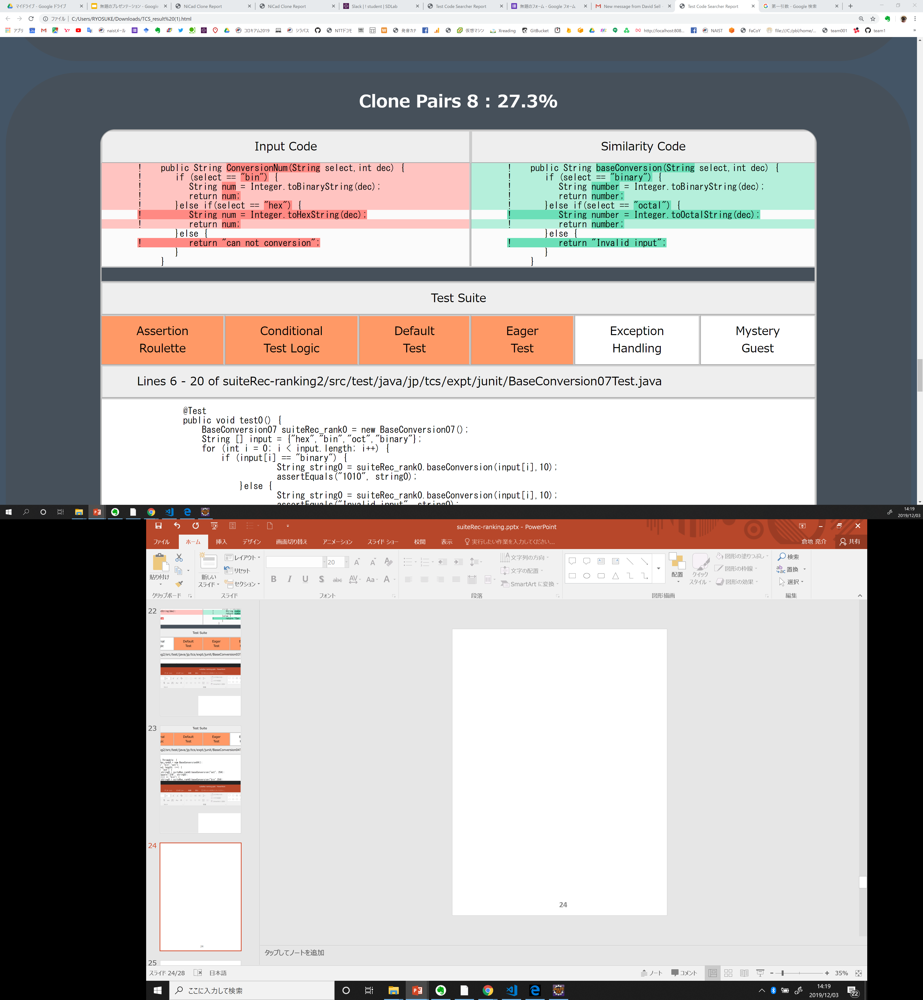 マイドライブ - Google ドライブ
無題のプレゼンテーション - Google
NiCad Clone Report
NiCad Clone Report
Slack | ! student | SDLab
Test Code Searcher Report
無題のフォーム - Google フォーム
New message from David Sell
Test Code Searcher Report
第一引数 - Google 検索
ファイル | C:/Users/RYOSUKE/Downloads/TCS_result%20(1).html
アプリ
naistメール
コロキアム2019
シラバス
NTTドコモ
発音カナ
仮想マシン
Xreading
GitBucket
http://localhost:808...
NAIST
FaCoY
file:///C:/pbl/home/...
team001
team1
Clone Pairs 8 : 27.3%
Input Code
Similarity Code
! public String ConversionNum(String select,int dec) {
! if (select == "bin") {
! String num = Integer.toBinaryString(dec);
! return num;
! }else if(select == "hex") {
! String num = Integer.toHexString(dec);
! return num;
}else {
! return "can not conversion";
}
}
! public String baseConversion(String select,int dec) {
! if (select == "binary") {
! String number = Integer.toBinaryString(dec);
! return number;
! }else if(select == "octal") {
! String number = Integer.toOctalString(dec);
! return number;
}else {
! return "Invalid input";
}
}
Test Suite
Assertion
Roulette
Conditional
Test Logic
Default
Test
Eager
Test
Exception
Handling
Mystery
Guest
Lines 6 - 20 of suiteRec-ranking2/src/test/java/jp/tcs/expt/junit/BaseConversion07Test.java
@Test
public void test0() {
BaseConversion07 suiteRec_rank0 = new BaseConversion07();
String [] input = {"hex","bin","oct","binary"};
for (int i = 0; i < input.length; i++) {
if (input[i] == "binary") {
String string0 = suiteRec_rank0.baseConversion(input[i],10);
assertEquals("1010", string0);
}else {
String string0 = suiteRec_rank0.baseConversion(input[i],10);
assertEquals("Invalid input", string0);
14:19
2019/12/03
suiteRec-ranking.pptx - PowerPoint
ファイル
ホーム
挿入
デザイン
画面切り替え
アニメーション
スライド ショー
校閲
表示
実行したい作業を入力してください...
倉地 亮介
共有
貼り付け
クリップボード
新しい
スライド
レイアウト
リセット
セクション
スライド
20
フォント
文字列の方向
文字の配置
SmartArt に変換
段落
配置
クイック
スタイル
図形の塗りつぶし
図形の枠線
図形の効果
図形描画
検索
置換
選択
編集
22
Test Suite
Default
Test
Eager
Test
g2/src/test/java/jp/tcs/expt/junit/BaseConversion03T
23
Test Suite
Default
Test
Eager
Test
g2/src/test/java/jp/tcs/expt/junit/BaseConversion04T
24
24
25
24
タップしてノートを追加
スライド 24/28
日本語
ノート
コメント
35%
ここに入力して検索
14:19
2019/12/03
22